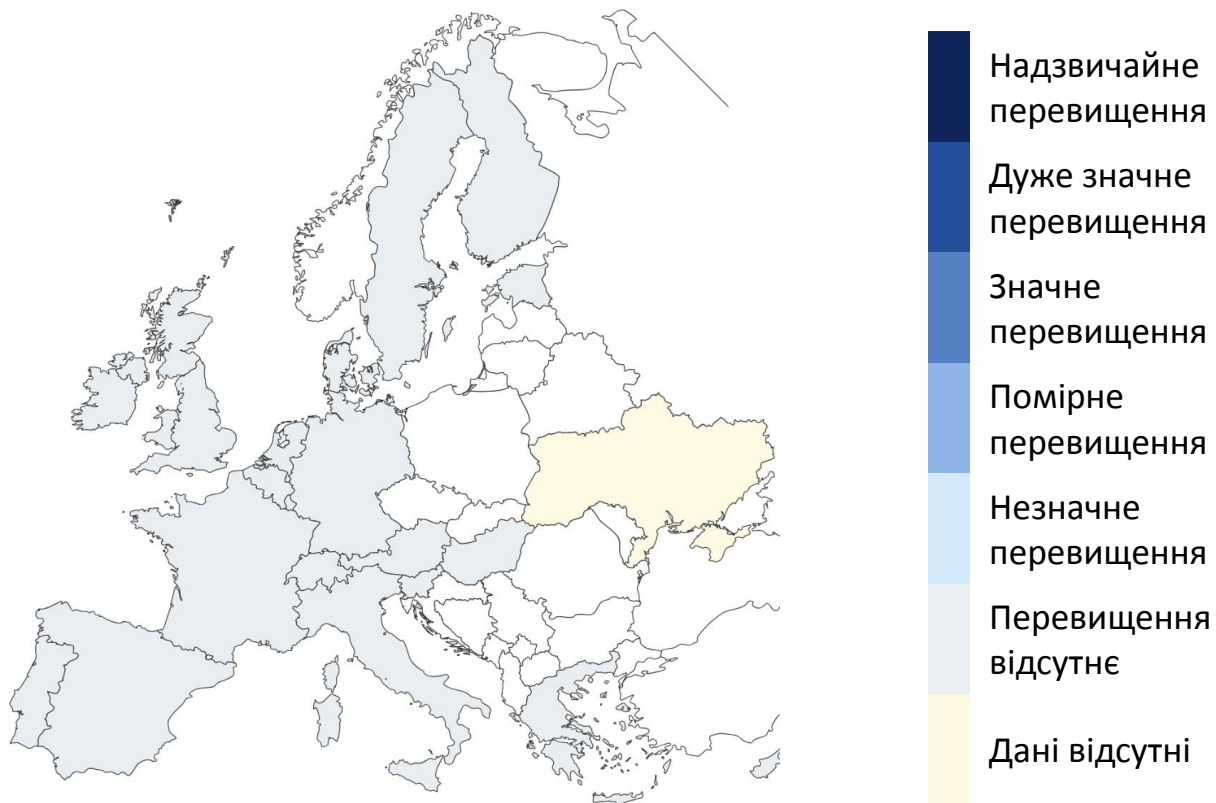 Надзвичайне
перевищення
Дуже значне
перевищення
Значне
перевищення
Помірне
перевищення
Незначне
перевищення
Перевищення
відсутнє
Дані відсутні